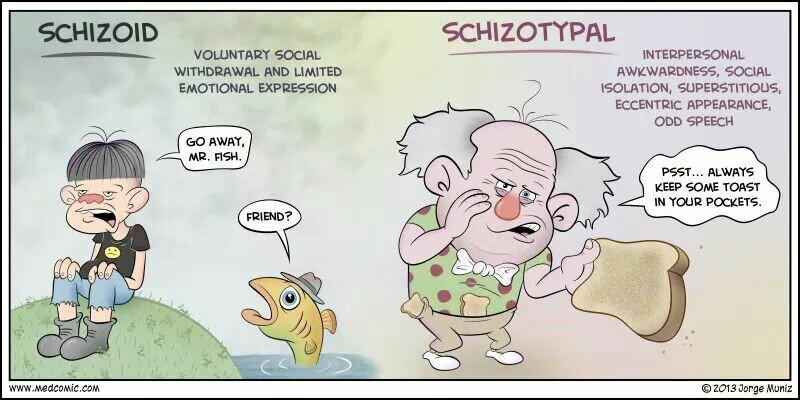 SCHIZOID
VOLUNTARY SOCIAL
WITHDRAWAL AND LIMITED
EMOTIONAL EXPRESSION
GO AWAY,
MR. FISH.
FRIEND?
SCHIZOTYPAL
INTERPERSONAL
AWKWARDNESS, SOCIAL
ISOLATION, SUPERSTITIOUS,
ECCENTRIC APPEARANCE,
ODD SPEECH
PSST... ALWAYS
KEEP SOME TOAST
IN YOUR POCKETS.
www.medcomic.com
© 2013 Jorge Muniz